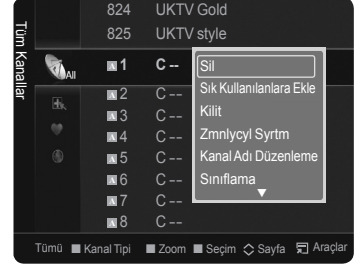 Tüm Kanallar
824 UKTV Gold
825 UKTV style
All
A 1 C --
A 2 C --
A 3 C --
A 4 C --
A 5 C --
A 6 C --
A 7 C --
A 8 C --
Sil
Sık Kullanılanlara Ekle
Kilit
Zmnlycyl Syrtm
Kanal Adı Düzenleme
Sınıflama
Tümü Kanal Tipi Zoom Seçim Sayfa Araçlar